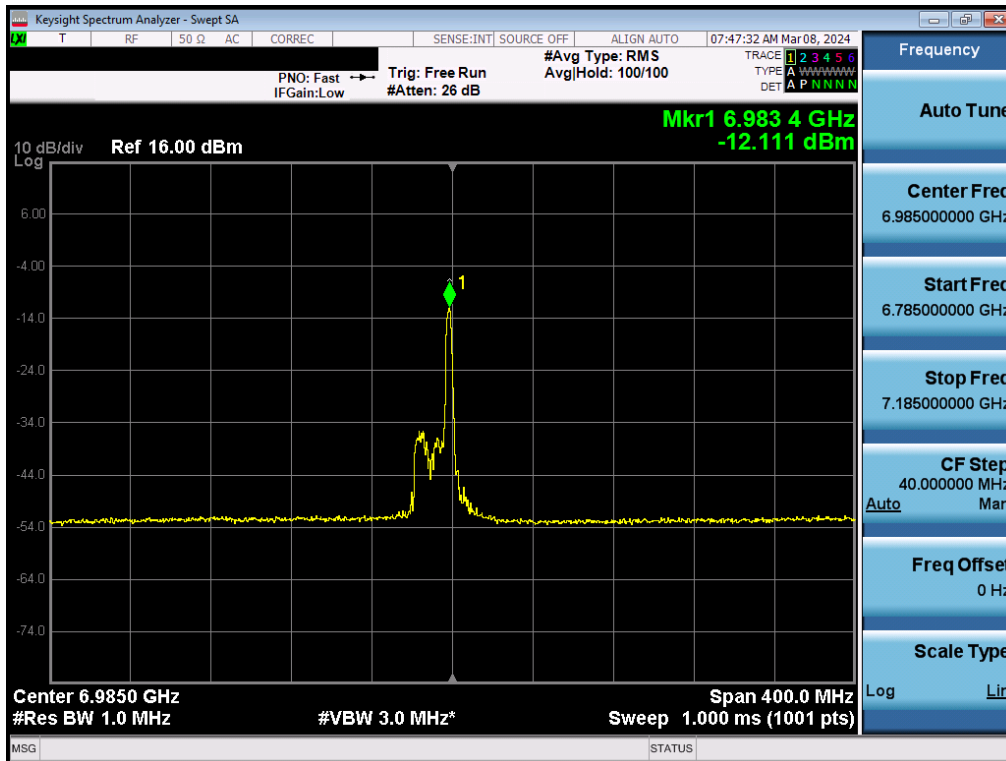 Keysight Spectrum Analyzer - Swept SA
LXI T RF 50 Ω AC CORREC SENSE:INT SOURCE OFF ALIGN AUTO 07:47:32 AM Mar 08, 2024
PNO: Fast
IFGain:Low
Trig: Free Run
#Atten: 26 dB
#Avg Type: RMS
Avg|Hold: 100/100
TRACE 1 2 3 4 5 6
TYPE A WWWWW
DET A P N N N N
Mkr1 6.983 4 GHz
-12.111 dBm
10 dB/div Ref 16.00 dBm
Log
6.00
-4.00
-14.0
-24.0
-34.0
-44.0
-54.0
-64.0
-74.0
1
Center 6.9850 GHz Span 400.0 MHz
#Res BW 1.0 MHz #VBW 3.0 MHz* Sweep 1.000 ms (1001 pts)
MSG STATUS
Frequency
Auto Tune
Center Freq
6.985000000 GHz
Start Freq
6.785000000 GHz
Stop Freq
7.185000000 GHz
CF Step
40.000000 MHz
Auto Man
Freq Offset
0 Hz
Scale Type
Log Lin